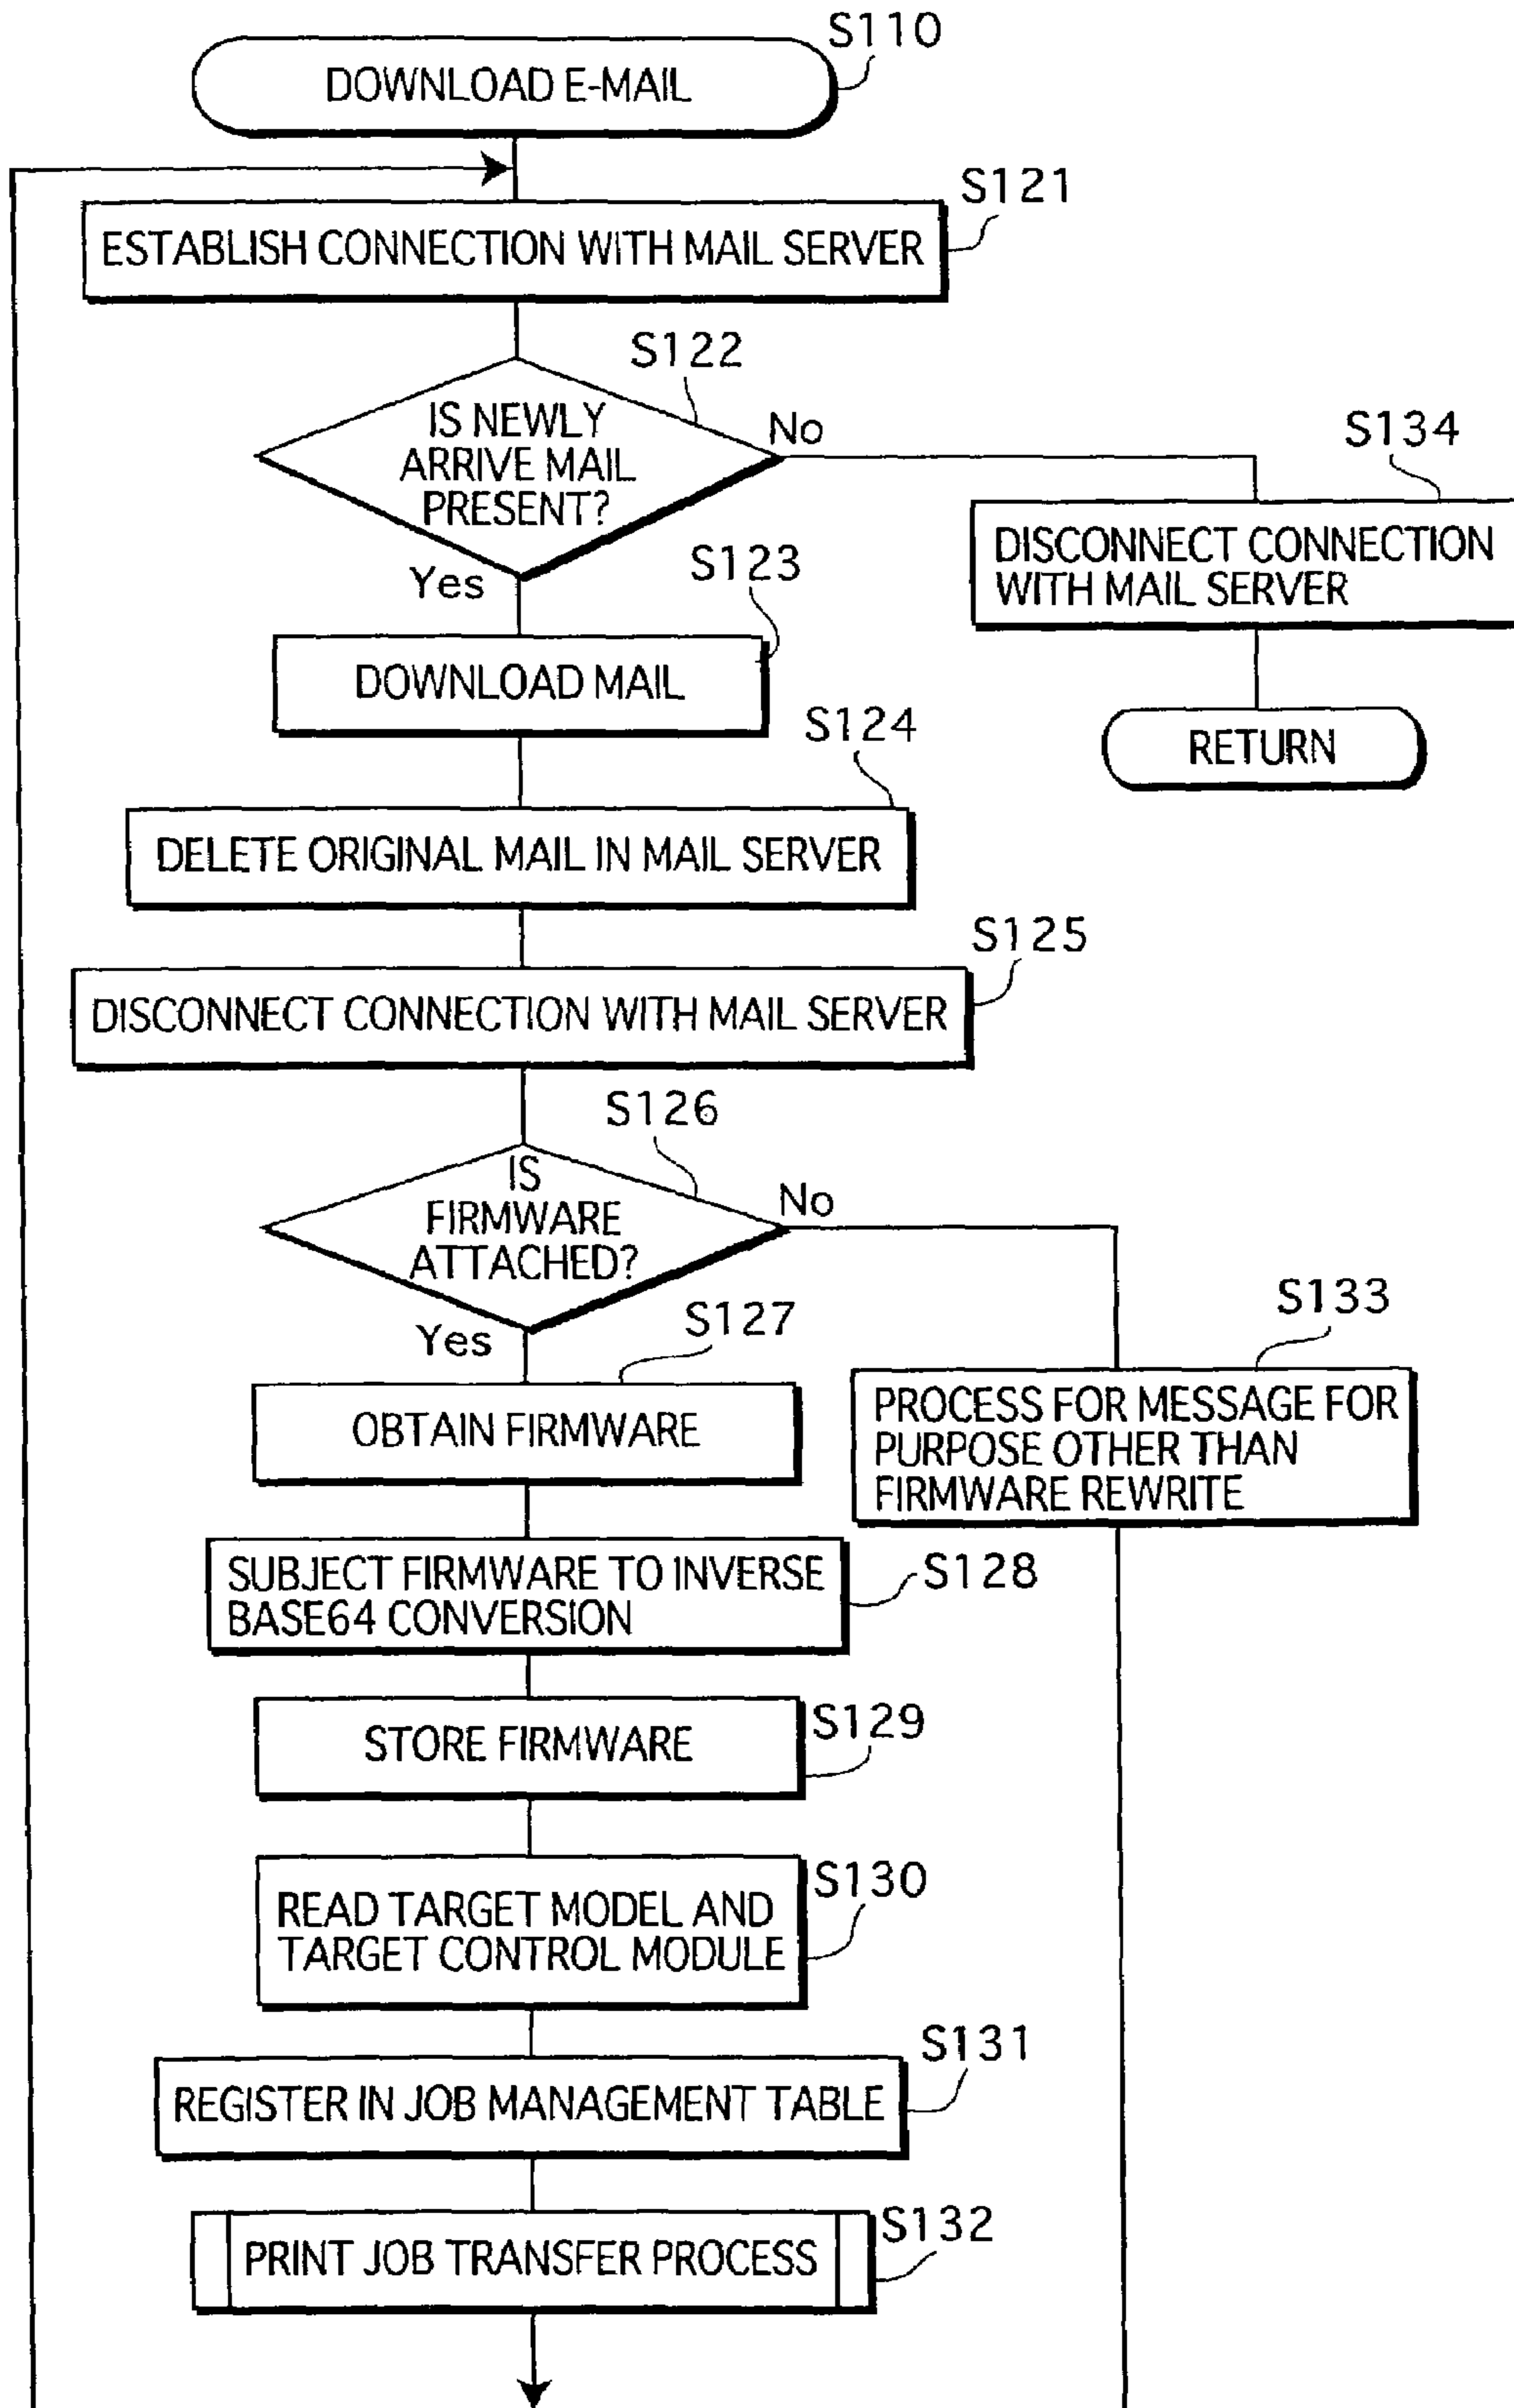 S110
DOWNLOAD E-MAIL
S121
ESTABLISH CONNECTION WITH MAIL SERVER
S122
IS NEWLY
ARRIVE MAIL
PRESENT?
No
Yes
S134
DISCONNECT CONNECTION
WITH MAIL SERVER
RETURN
S123
DOWNLOAD MAIL
S124
DELETE ORIGINAL MAIL IN MAIL SERVER
S125
DISCONNECT CONNECTION WITH MAIL SERVER
S126
IS
FIRMWARE
ATTACHED?
No
Yes
S133
PROCESS FOR MESSAGE FOR
PURPOSE OTHER THAN
FIRMWARE REWRITE
S127
OBTAIN FIRMWARE
S128
SUBJECT FIRMWARE TO INVERSE
BASE64 CONVERSION
S129
STORE FIRMWARE
S130
READ TARGET MODEL AND
TARGET CONTROL MODULE
S131
REGISTER IN JOB MANAGEMENT TABLE
S132
PRINT JOB TRANSFER PROCESS